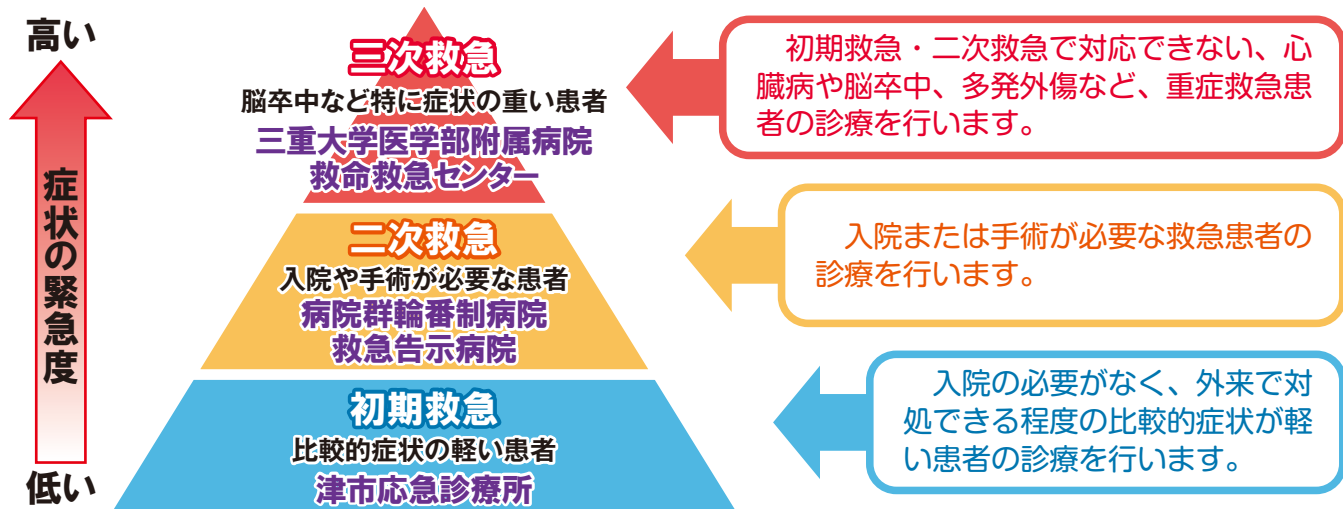 高い
症状の緊急度
低い
三次救急
脳卒中など特に症状の重い患者
三重大学医学部附属病院
救命救急センター
初期救急・二次救急で対応できない、心
臓病や脳卒中、多発外傷など、重症救急患
者の診療を行います。
二次救急
入院や手術が必要な患者
病院群輪番制病院
救急告示病院
入院または手術が必要な救急患者の
診療を行います。
初期救急
比較的症状の軽い患者
津市応急診療所
入院の必要がなく、外来で対
処できる程度の比較的症状が軽
い患者の診療を行います。